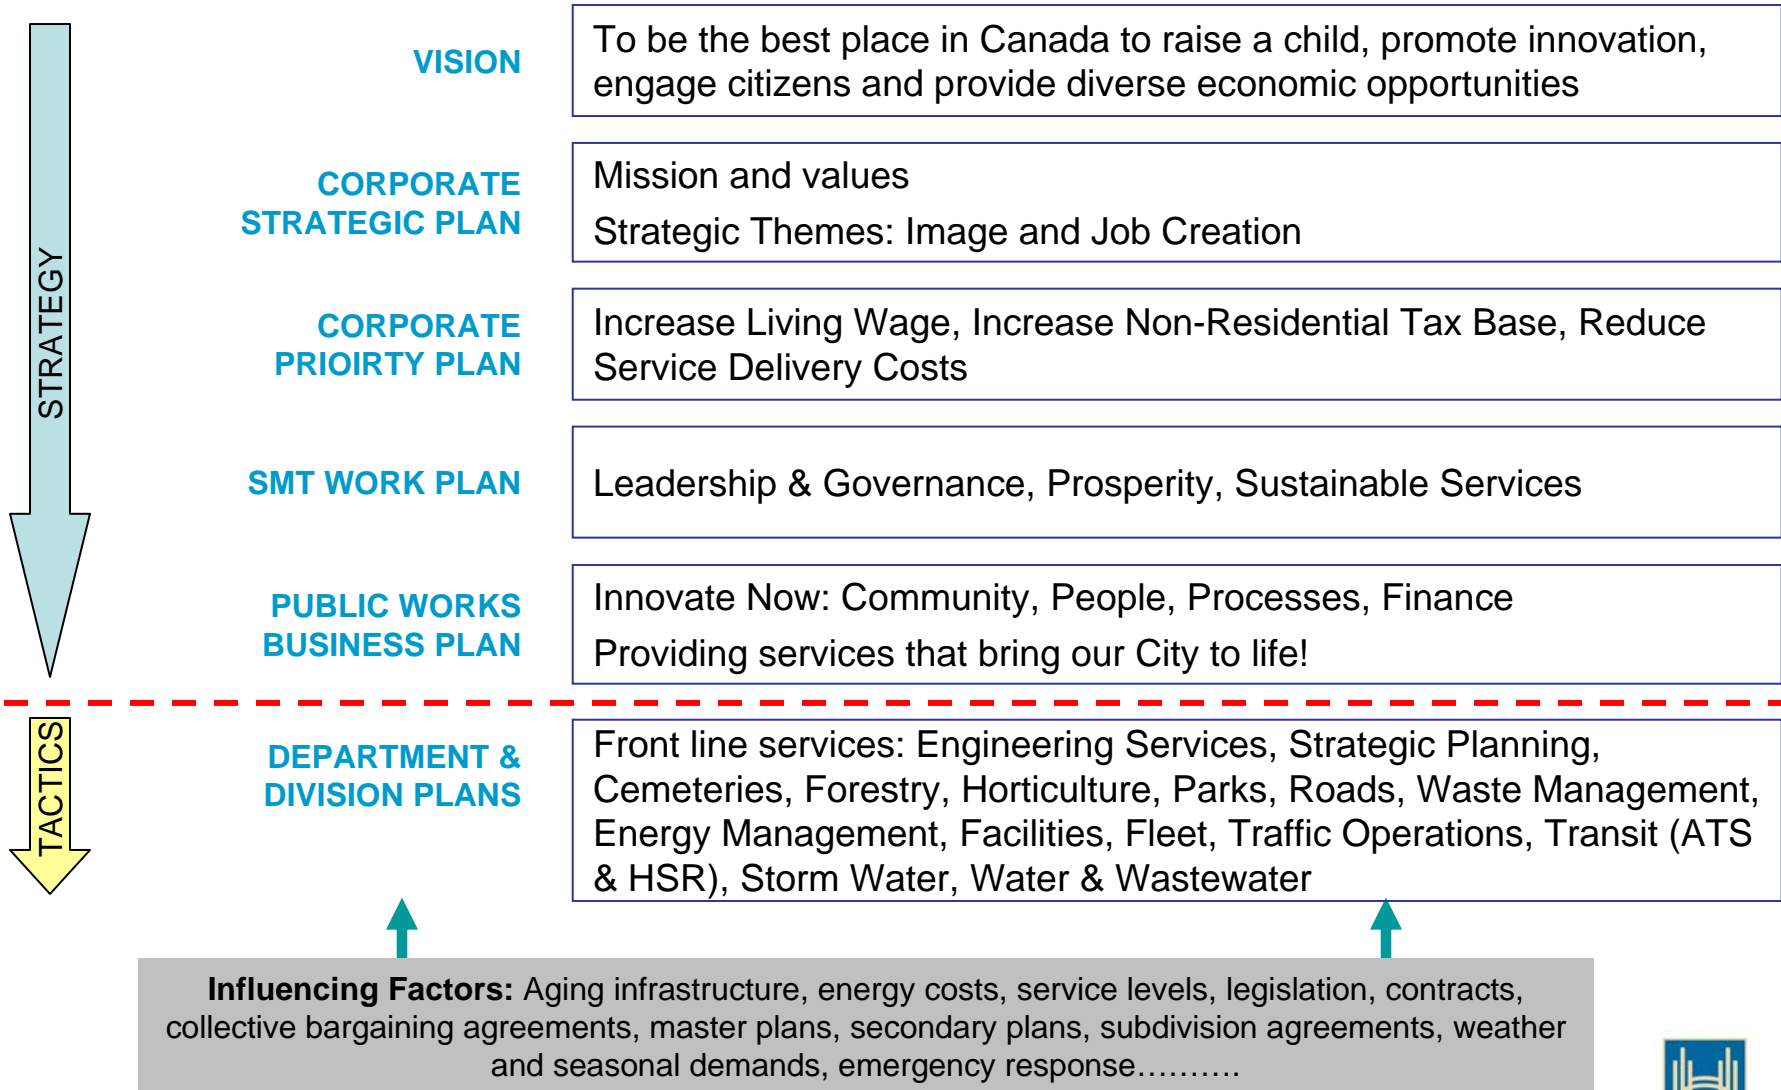 VISION
To be the best place in Canada to raise a child, promote innovation,
engage citizens and provide diverse economic opportunities
CORPORATE
STRATEGIC PLAN
Mission and values
Strategic Themes: Image and Job Creation
STRATEGY
CORPORATE
PRIOIRTY PLAN
Increase Living Wage, Increase Non-Residential Tax Base, Reduce
Service Delivery Costs
SMT WORK PLAN
Leadership & Governance, Prosperity, Sustainable Services
PUBLIC WORKS
BUSINESS PLAN
Innovate Now: Community, People, Processes, Finance
Providing services that bring our City to life!
TACTICS
DEPARTMENT &
DIVISION PLANS
Front line services: Engineering Services, Strategic Planning,
Cemeteries, Forestry, Horticulture, Parks, Roads, Waste Management,
Energy Management, Facilities, Fleet, Traffic Operations, Transit (ATS
& HSR), Storm Water, Water & Wastewater
Influencing Factors: Aging infrastructure, energy costs, service levels, legislation, contracts,
collective bargaining agreements, master plans, secondary plans, subdivision agreements, weather
and seasonal demands, emergency response……….